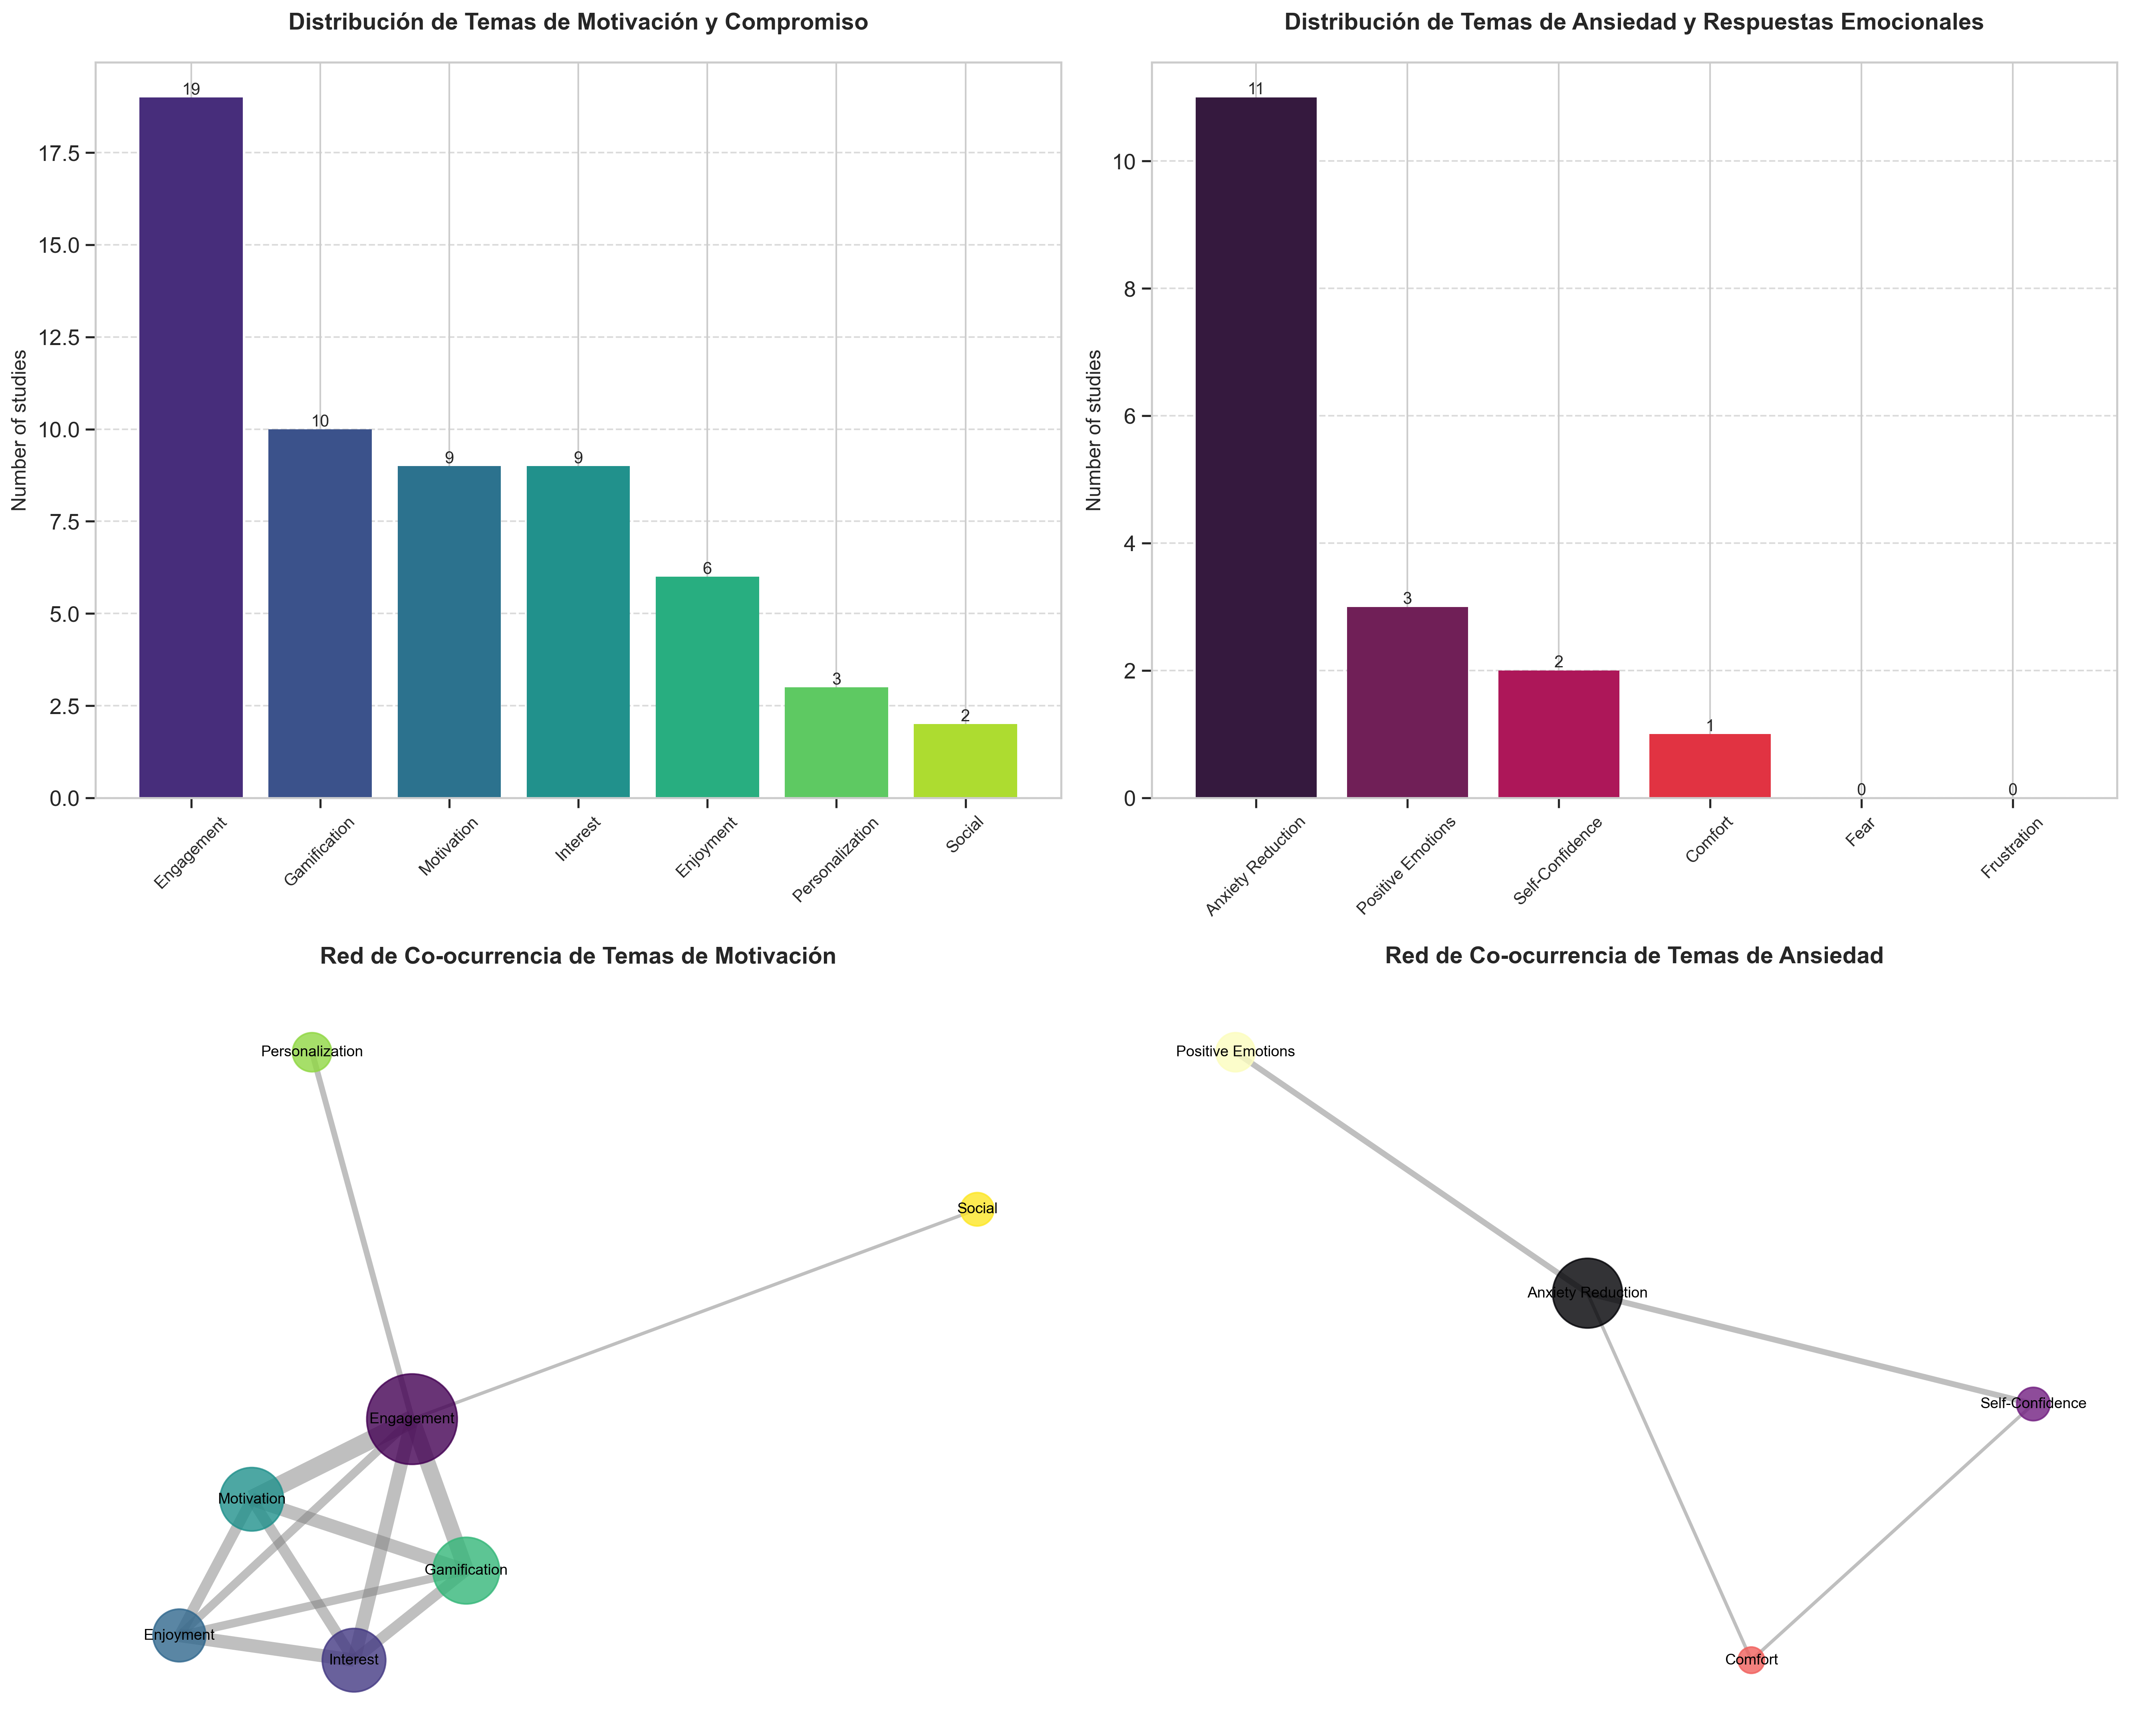 Distribución de Temas de Motivación y Compromiso
Number of studies
17.5
15.0
12.5
10.0
7.5
5.0
2.5
0.0
19
10
9
9
6
3
2
Engagement
Gamification
Motivation
Interest
Enjoyment
Personalization
Social
Distribución de Temas de Ansiedad y Respuestas Emocionales
Number of studies
10
8
6
4
2
0
11
3
2
1
0
0
Anxiety Reduction
Positive Emotions
Self-Confidence
Comfort
Fear
Frustration
Red de Co-ocurrencia de Temas de Motivación
Personalization
Social
Engagement
Motivation
Gamification
Enjoyment
Interest
Red de Co-ocurrencia de Temas de Ansiedad
Positive Emotions
Anxiety Reduction
Self-Confidence
Comfort